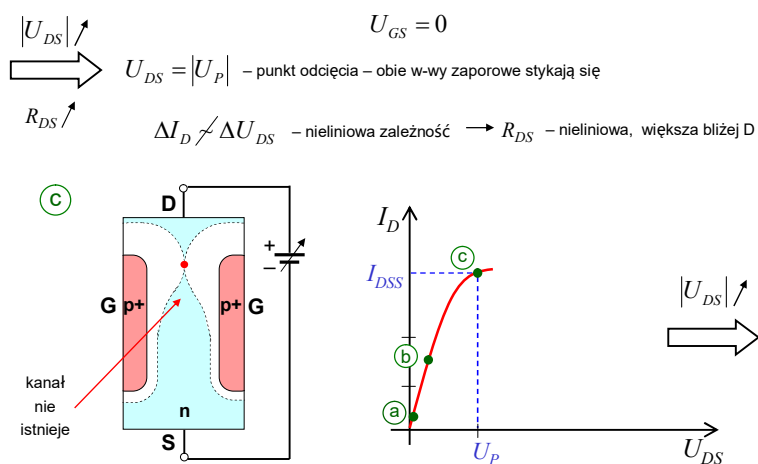 |U_DS| ↗
U_GS = 0
U_DS = |U_P| – punkt odcięcia – obie w-wy zaporowe stykają się
R_DS ↗
ΔI_D ≁ ΔU_DS – nieliniowa zależność → R_DS – nieliniowa, większa bliżej D
c
D
+
–
G p+ p+ G
kanał
nie
istnieje
n
S
I_D
c
I_DSS
b
a
U_P
U_DS
|U_DS| ↗